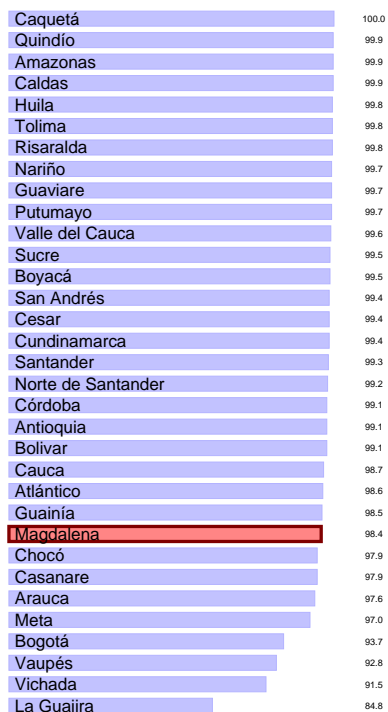 Caquetá 100.0
Quindío 99.9
Amazonas 99.9
Caldas 99.9
Huila 99.8
Tolima 99.8
Risaralda 99.8
Nariño 99.7
Guaviare 99.7
Putumayo 99.7
Valle del Cauca 99.6
Sucre 99.5
Boyacá 99.5
San Andrés 99.4
Cesar 99.4
Cundinamarca 99.4
Santander 99.3
Norte de Santander 99.2
Córdoba 99.1
Antioquia 99.1
Bolivar 99.1
Cauca 98.7
Atlántico 98.6
Guainía 98.5
Magdalena 98.4
Chocó 97.9
Casanare 97.9
Arauca 97.6
Meta 97.0
Bogotá 93.7
Vaupés 92.8
Vichada 91.5
La Guajira 84.8